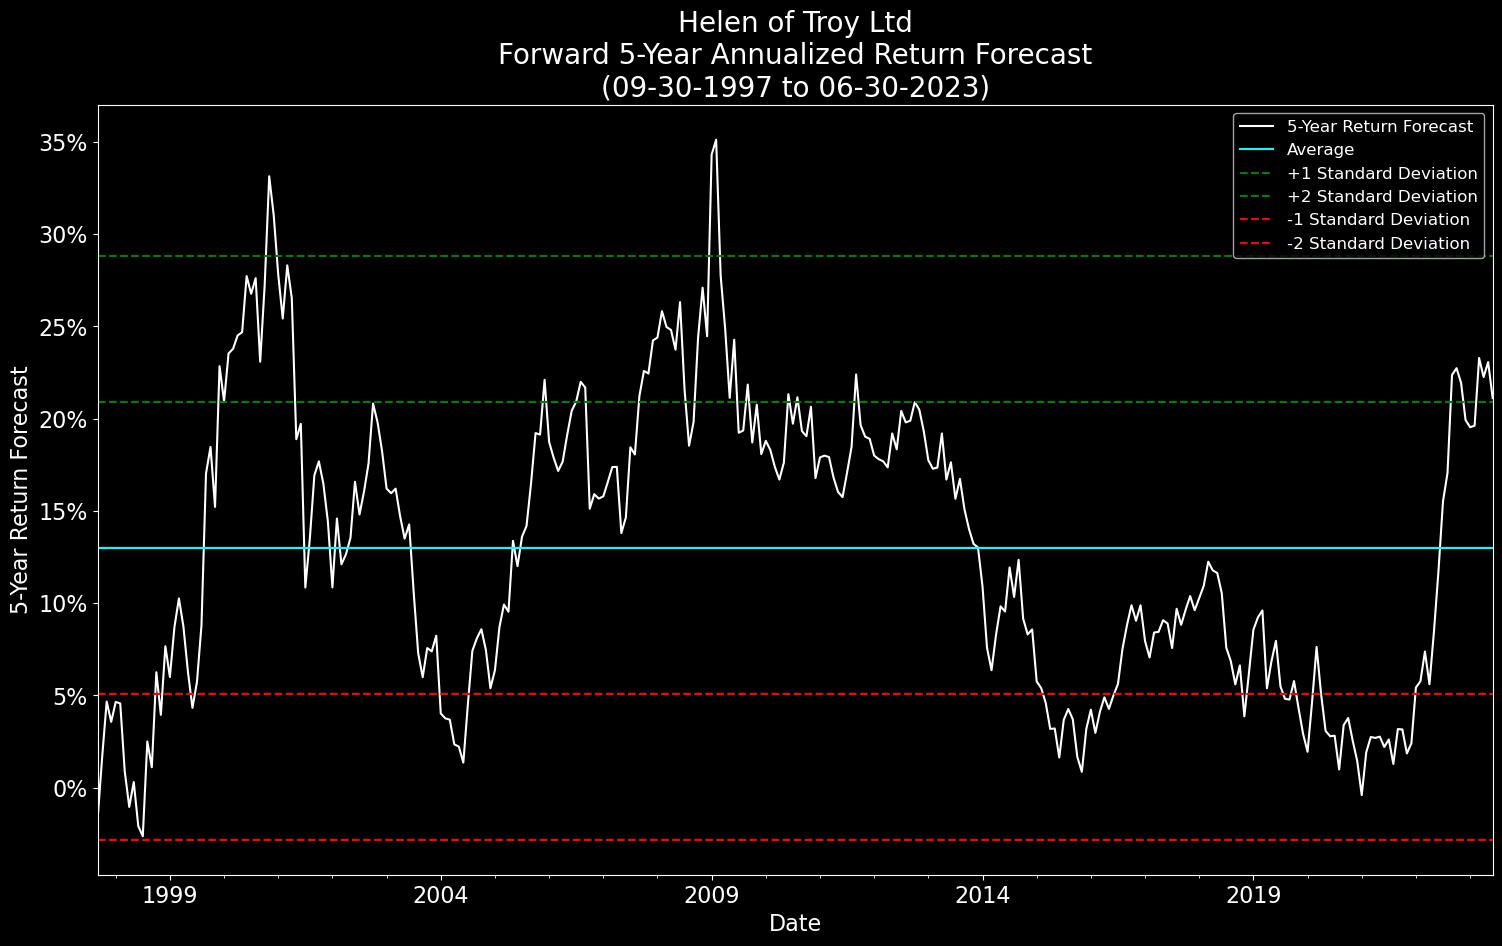 Helen of Troy Ltd
Forward 5-Year Annualized Return Forecast
(09-30-1997 to 06-30-2023)
5-Year Return Forecast
Average
+1 Standard Deviation
+2 Standard Deviation
-1 Standard Deviation
-2 Standard Deviation
35%
30%
25%
20%
15%
10%
5%
0%
5-Year Return Forecast
1999
2004
2009
2014
2019
Date